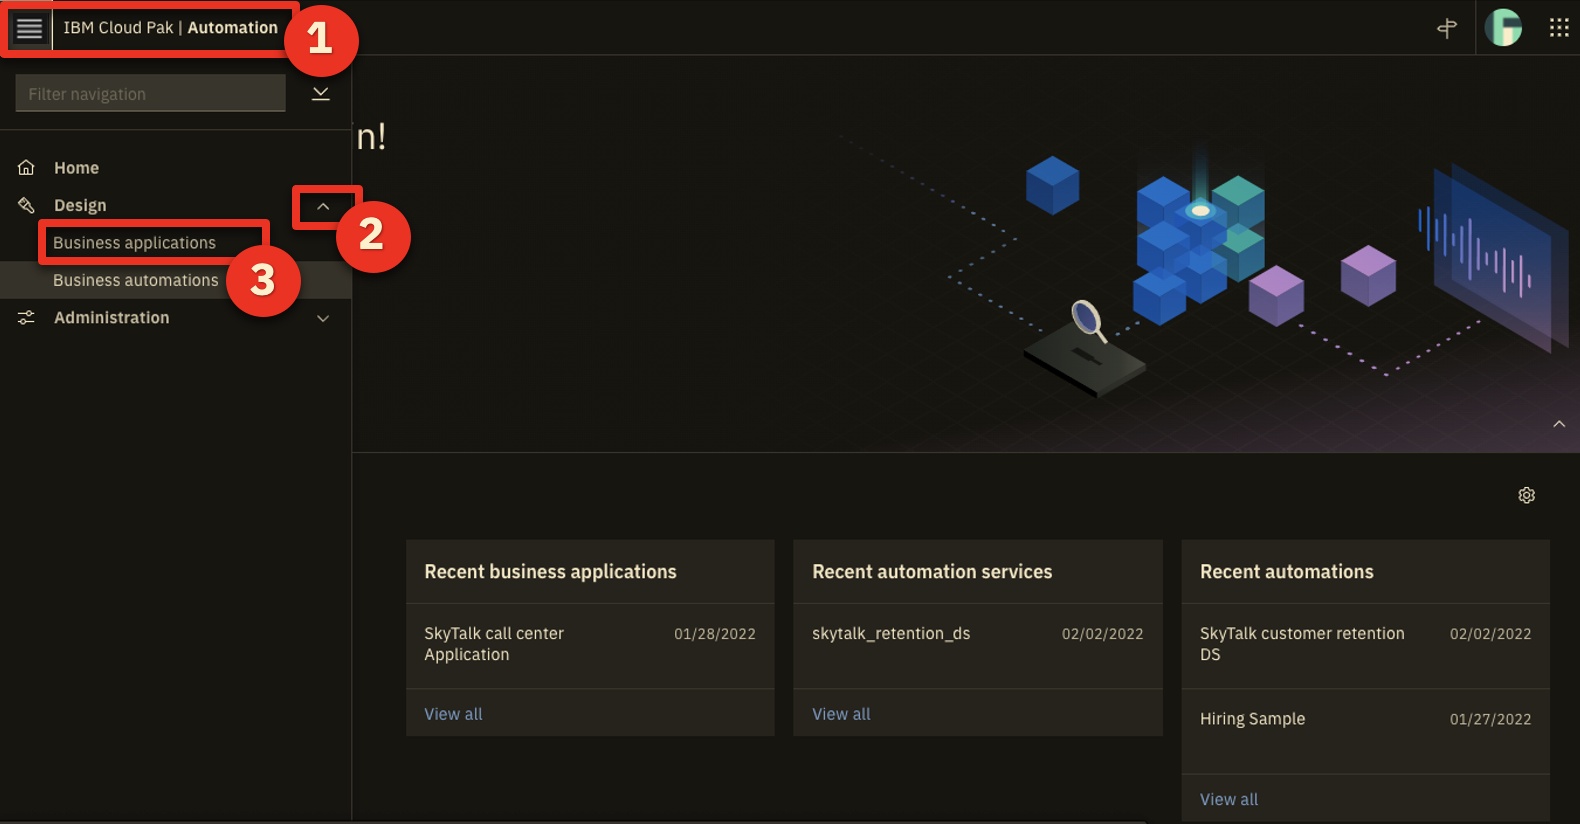 IBM Cloud Pak | Automation
1
Filter navigation
n!
Home
Design
2
Business applications
Business automations
3
Administration
Recent business applications
SkyTalk call center
Application
01/28/2022
View all
Recent automation services
skytalk_retention_ds
02/02/2022
View all
Recent automations
SkyTalk customer retention
DS
02/02/2022
Hiring Sample
01/27/2022
View all